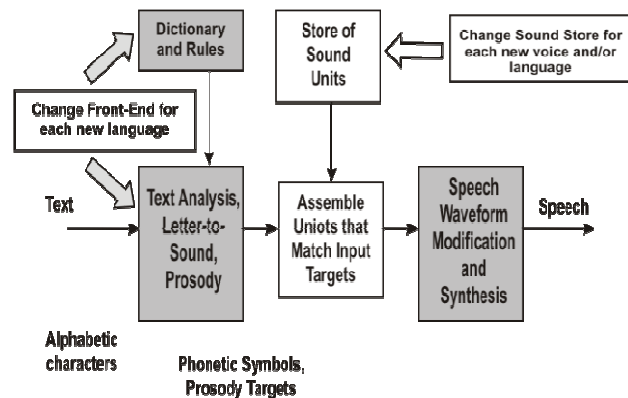 Dictionary
and Rules
Store of
Sound
Units
Change Sound Store for
each new voice and/or
language
Change Front-End for
each new language
Text
Text Analysis,
Letter-to-
Sound,
Prosody
Assemble
Uniots that
Match Input
Targets
Speech
Waveform
Modification
and
Synthesis
Speech
Alphabetic
characters
Phonetic Symbols,
Prosody Targets